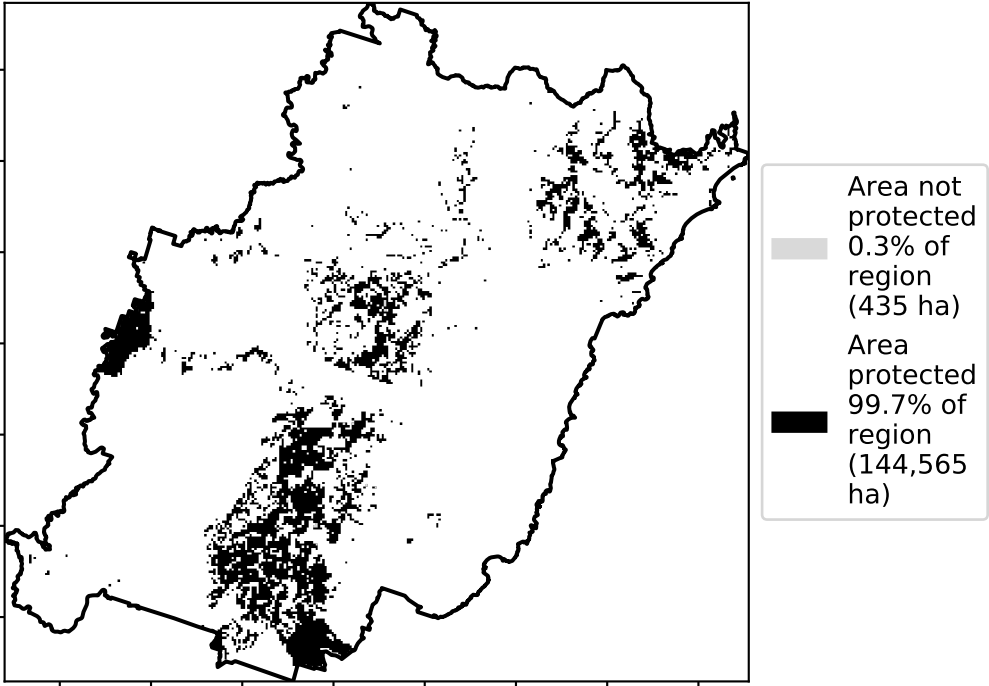 Area not
protected
0.3% of
region
(435 ha)
Area
protected
99.7% of
region
(144,565
ha)